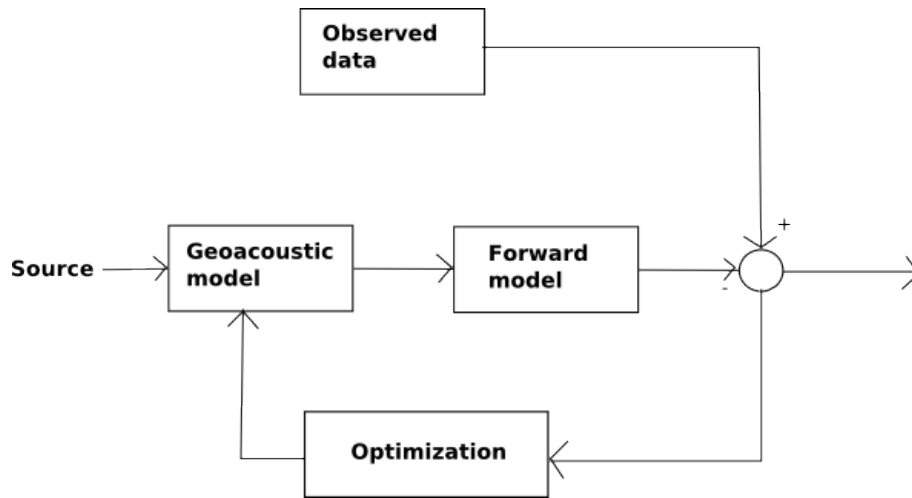 Observed
data
+
Source
Geoacoustic
model
Forward
model
-
Optimization